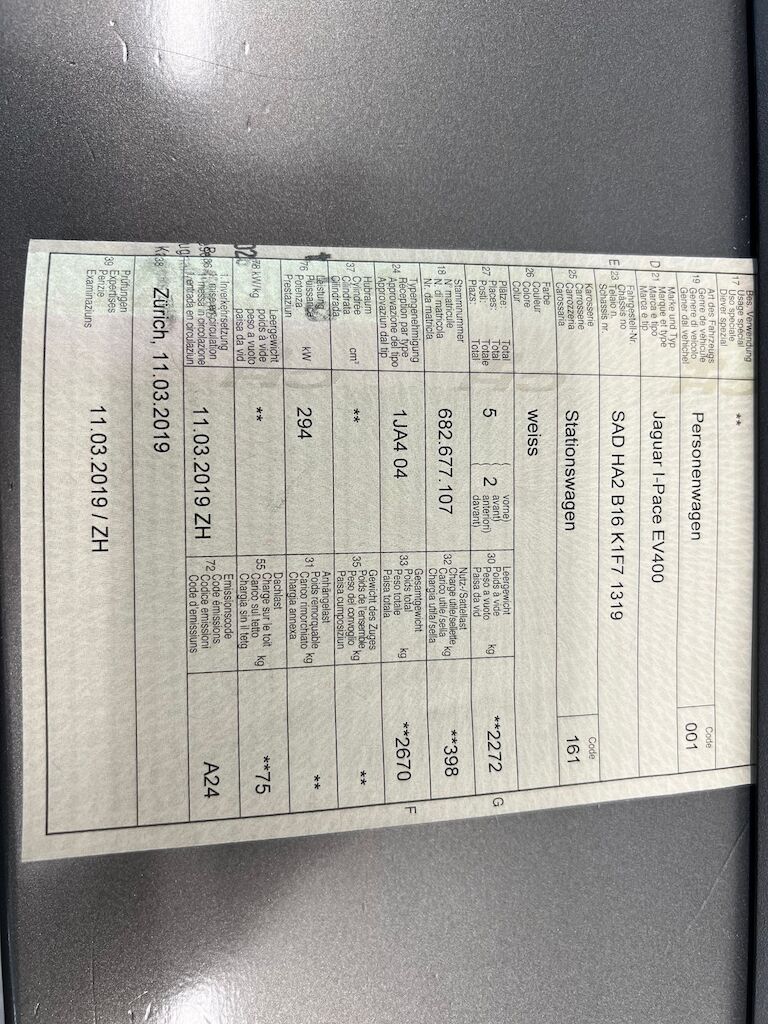 Bes. Verwendung
17 Usage spécial
Uso speciale
Diever spezial
**
Art des Fahrzeugs
Genre de véhicule
19 Genere di veicolo
Gener dal vehichel
Personenwagen
Code
001
Marke und Typ
D 21 Marque et type
Marca e tipo
Marca e tip
Jaguar I-Pace EV400
Fahrgestell-Nr.
E 23 Châssis no
Telaio n.
Schassis nr.
SAD HA2 B16 K1F7 1319
Karosserie
25 Carrosserie
Carrozzeria
Carossaria
Stationswagen
Code
161
Farbe
26 Couleur
Colore
Colur
weiss
Plätze: Total
27 Places: Total
Posti: Totale
Plazs: Total
5
2
vorne)
avant)
anteriori)
davant)
Leergewicht
30 Poids à vide
Peso a vuoto kg
Paisa da vid
**2272
G
Stammnummer
18 No matricule
N. di matricola
Nr. da matricla
682.677.107
Nutz-/Sattellast
32 Charge utile/sellette
Carico utile/sella kg
Chargia utila/sella
**398
Typengenehmigung
24 Réception par type
Approvazione del tipo
Approvaziun dal tip
1JA4 04
Gesamtgewicht
33 Poids total
Peso totale kg
Paisa totala
**2670
F
Hubraum
37 Cylindrée cm³
Cilindrata
Cilindrada
**
Gewicht des Zuges
35 Poids de l'ensemble
Peso del convoglio kg
Paisa cumposiziun
**
Leistung
76 Puissance kW
Potenza
Prestaziun
294
Anhängelast
31 Poids remorquable
Carico rimorchiato kg
Chargia annexa
**
Leergewicht
78 kW/kg poids à vide
peso a vuoto
paisa da vid
**
Dachlast
55 Charge sur le toit
Carico sul tetto kg
Chargia sin il tetg
**75
1. Inverkehrsetzung
36 1. mise en circulation
1. messa in circolazione
1. entrada en circulaziun
11.03.2019 ZH
Emissionscode
72 Code émissions
Codice emissioni
Code d'emissiuns
A24
38 Zürich, 11.03.2019
Prüfungen
39 Expertises
Perizie
Examinaziuns
11.03.2019 / ZH